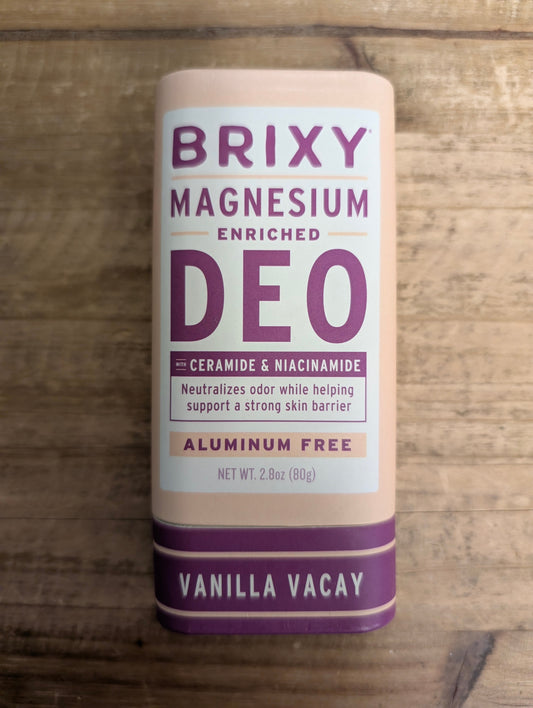 BRIXY
MAGNESIUM
ENRICHED
DEO
WITH CERAMIDE & NIACINAMIDE
Neutralizes odor while helping
support a strong skin barrier
ALUMINUM FREE
NET WT. 2.8oz (80g)
VANILLA VACAY